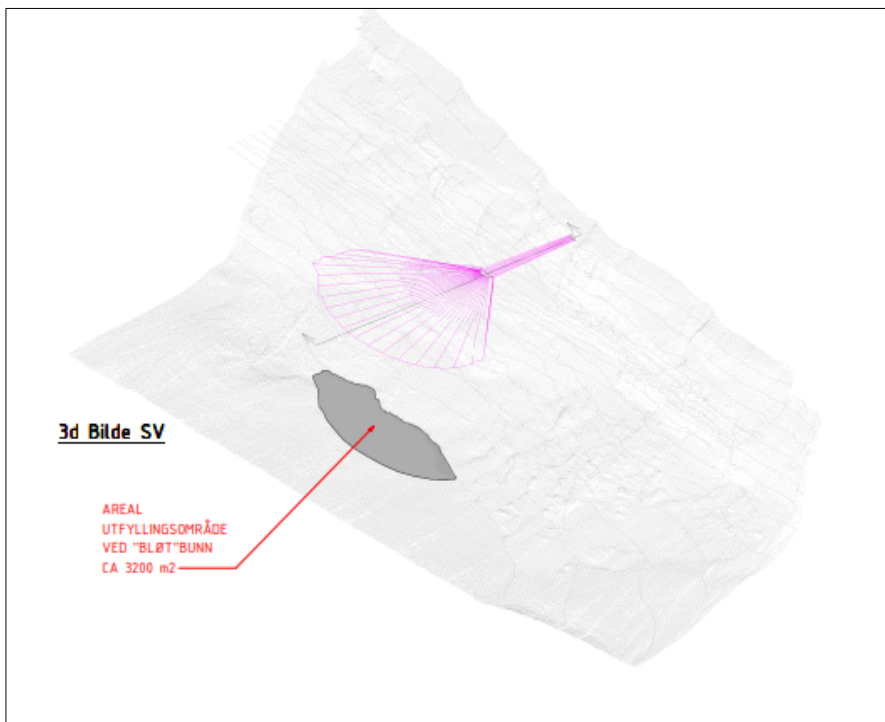 3d Bilde SV
AREAL
UTFYLLINGSOMRÅDE
VED "BLØT"BUNN
CA 3200 m2